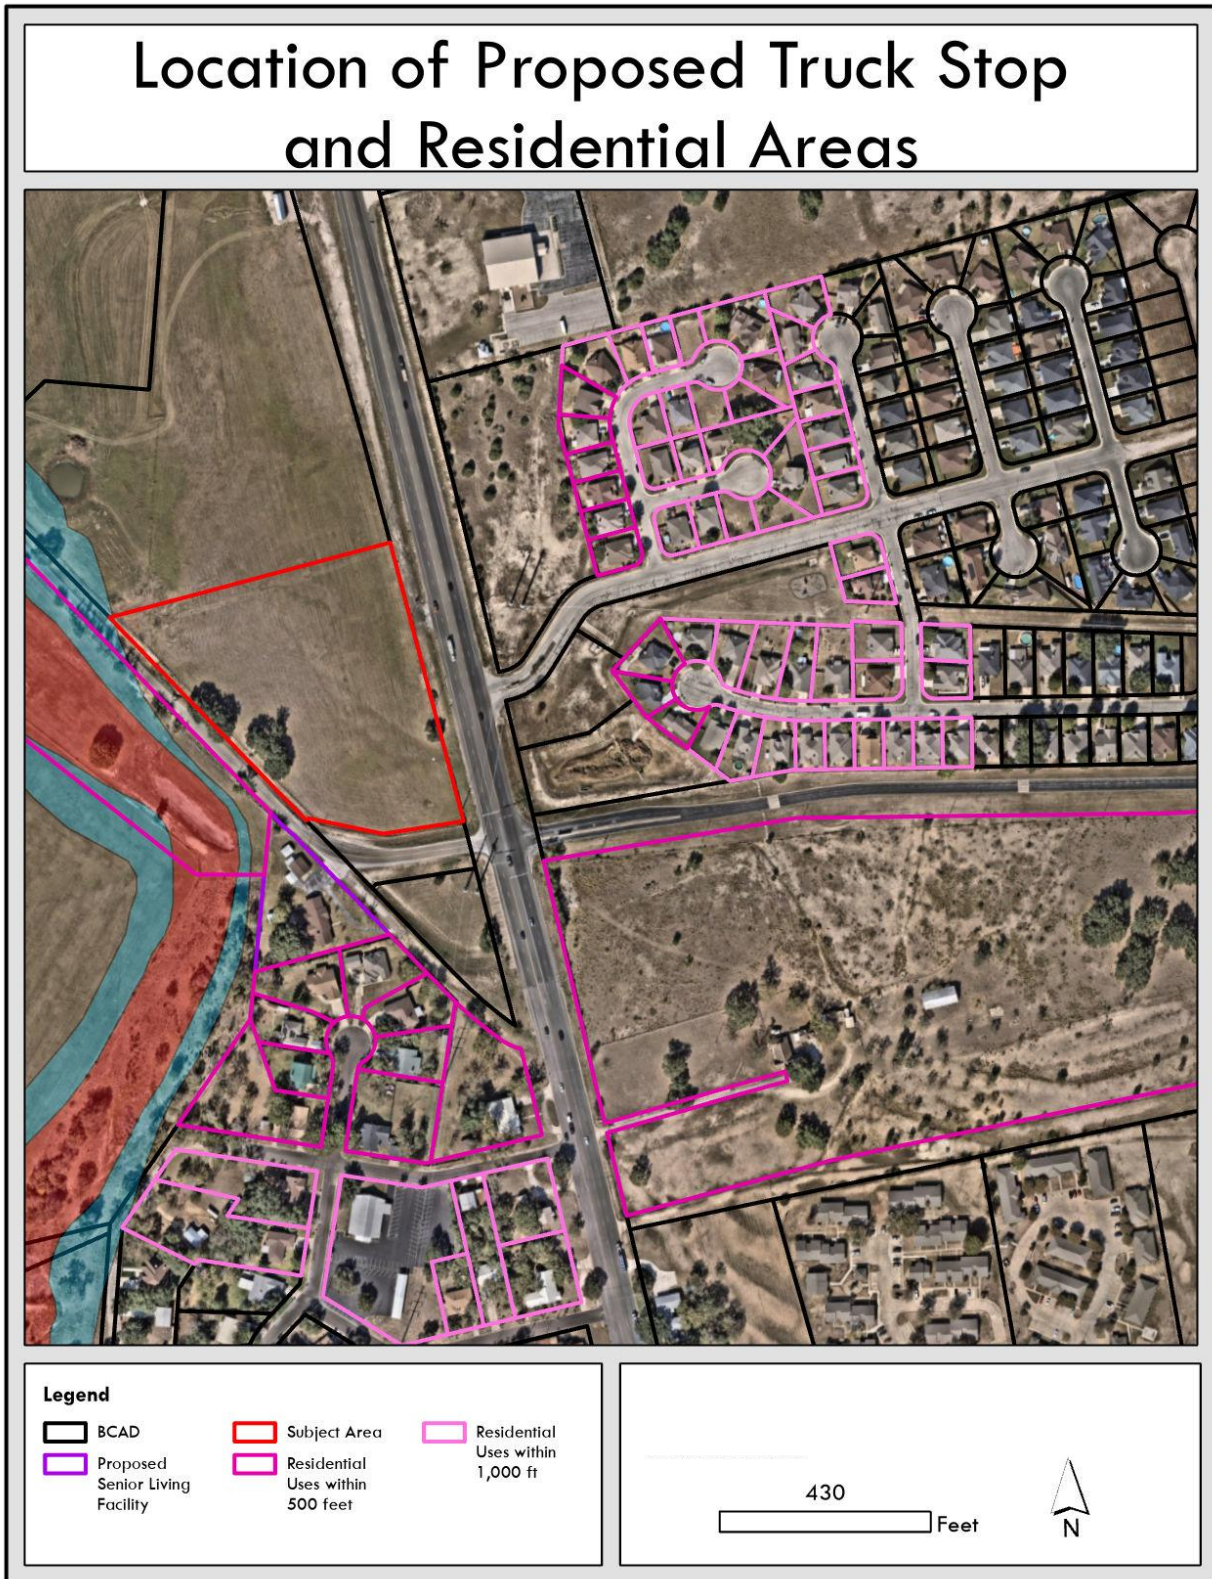 Location of Proposed Truck Stop
and Residential Areas
Legend
BCAD
Proposed
Senior Living
Facility
Subject Area
Residential
Uses within
500 feet
Residential
Uses within
1,000 ft
430
Feet
N